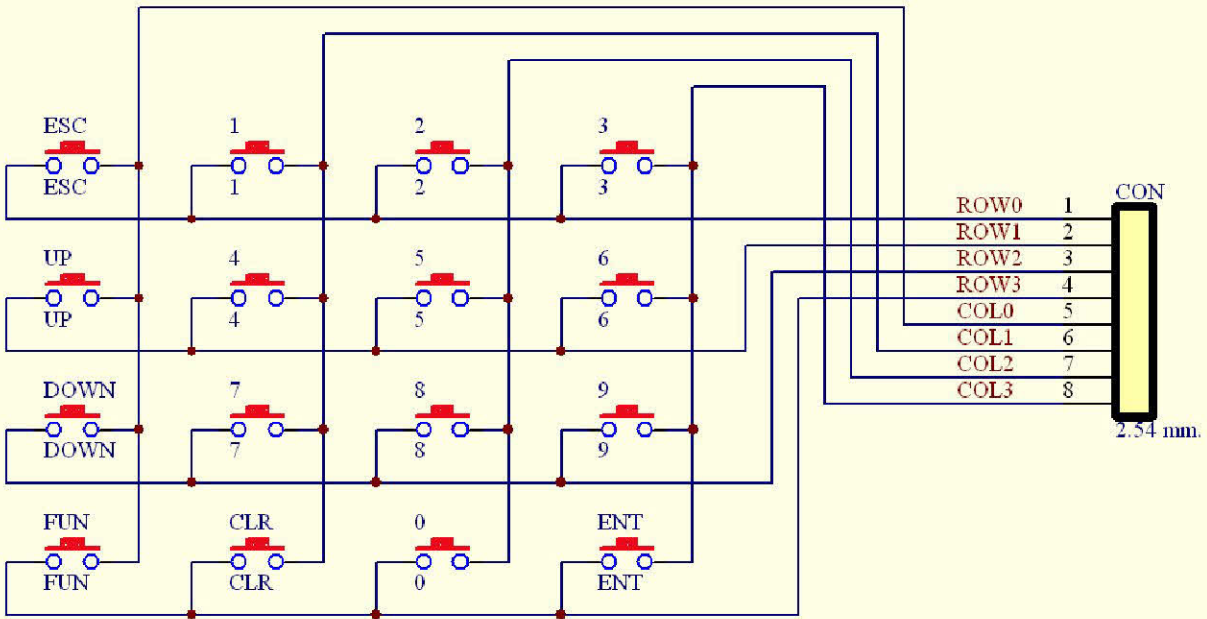 ESC 1 2 3
ESC 1 2 3
CON
ROW0 1
ROW1 2
ROW2 3
ROW3 4
COL0 5
COL1 6
COL2 7
COL3 8
2.54 mm.
UP 4 5 6
UP 4 5 6
DOWN 7 8 9
DOWN 7 8 9
FUN CLR 0 ENT
FUN CLR 0 ENT